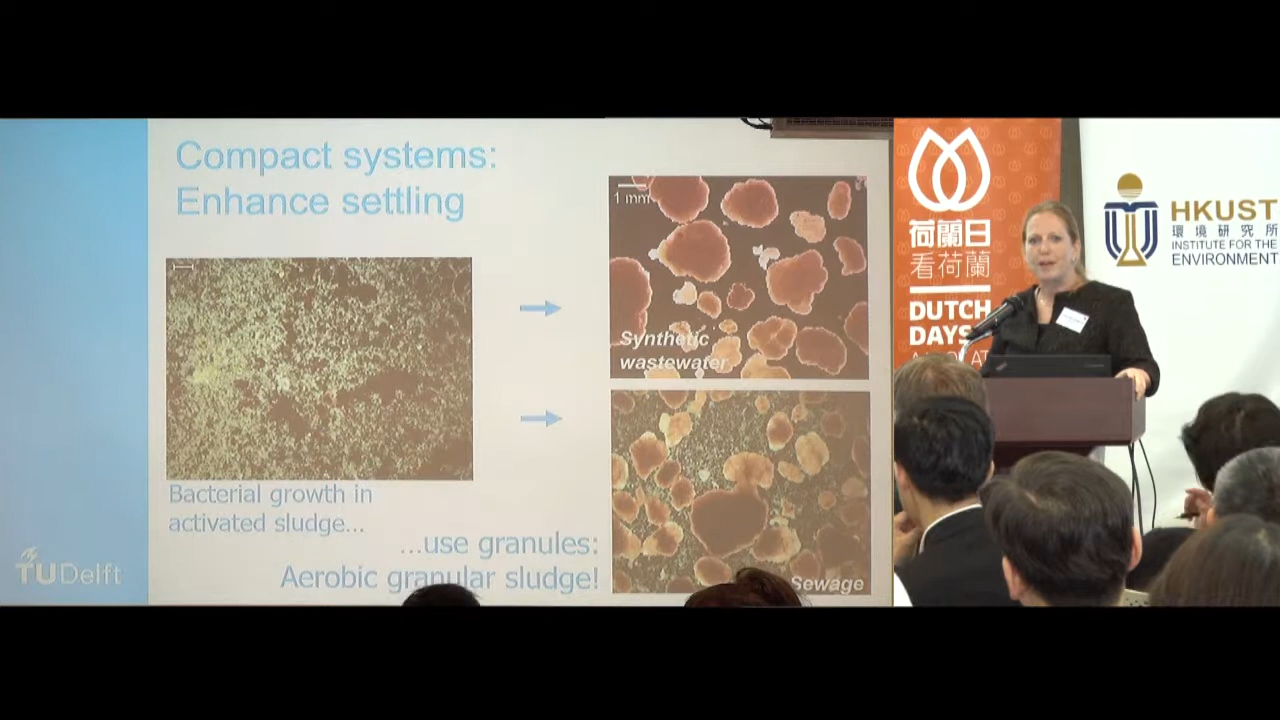 Compact systems:
Enhance settling
1 mm
Synthetic
wastewater
Bacterial growth in
activated sludge...
...use granules:
Aerobic granular sludge!
Sewage
TUDelft
荷蘭日
看荷蘭
DUTCH
DAYS
HKUST
環境研究所
INSTITUTE FOR THE
ENVIRONMENT